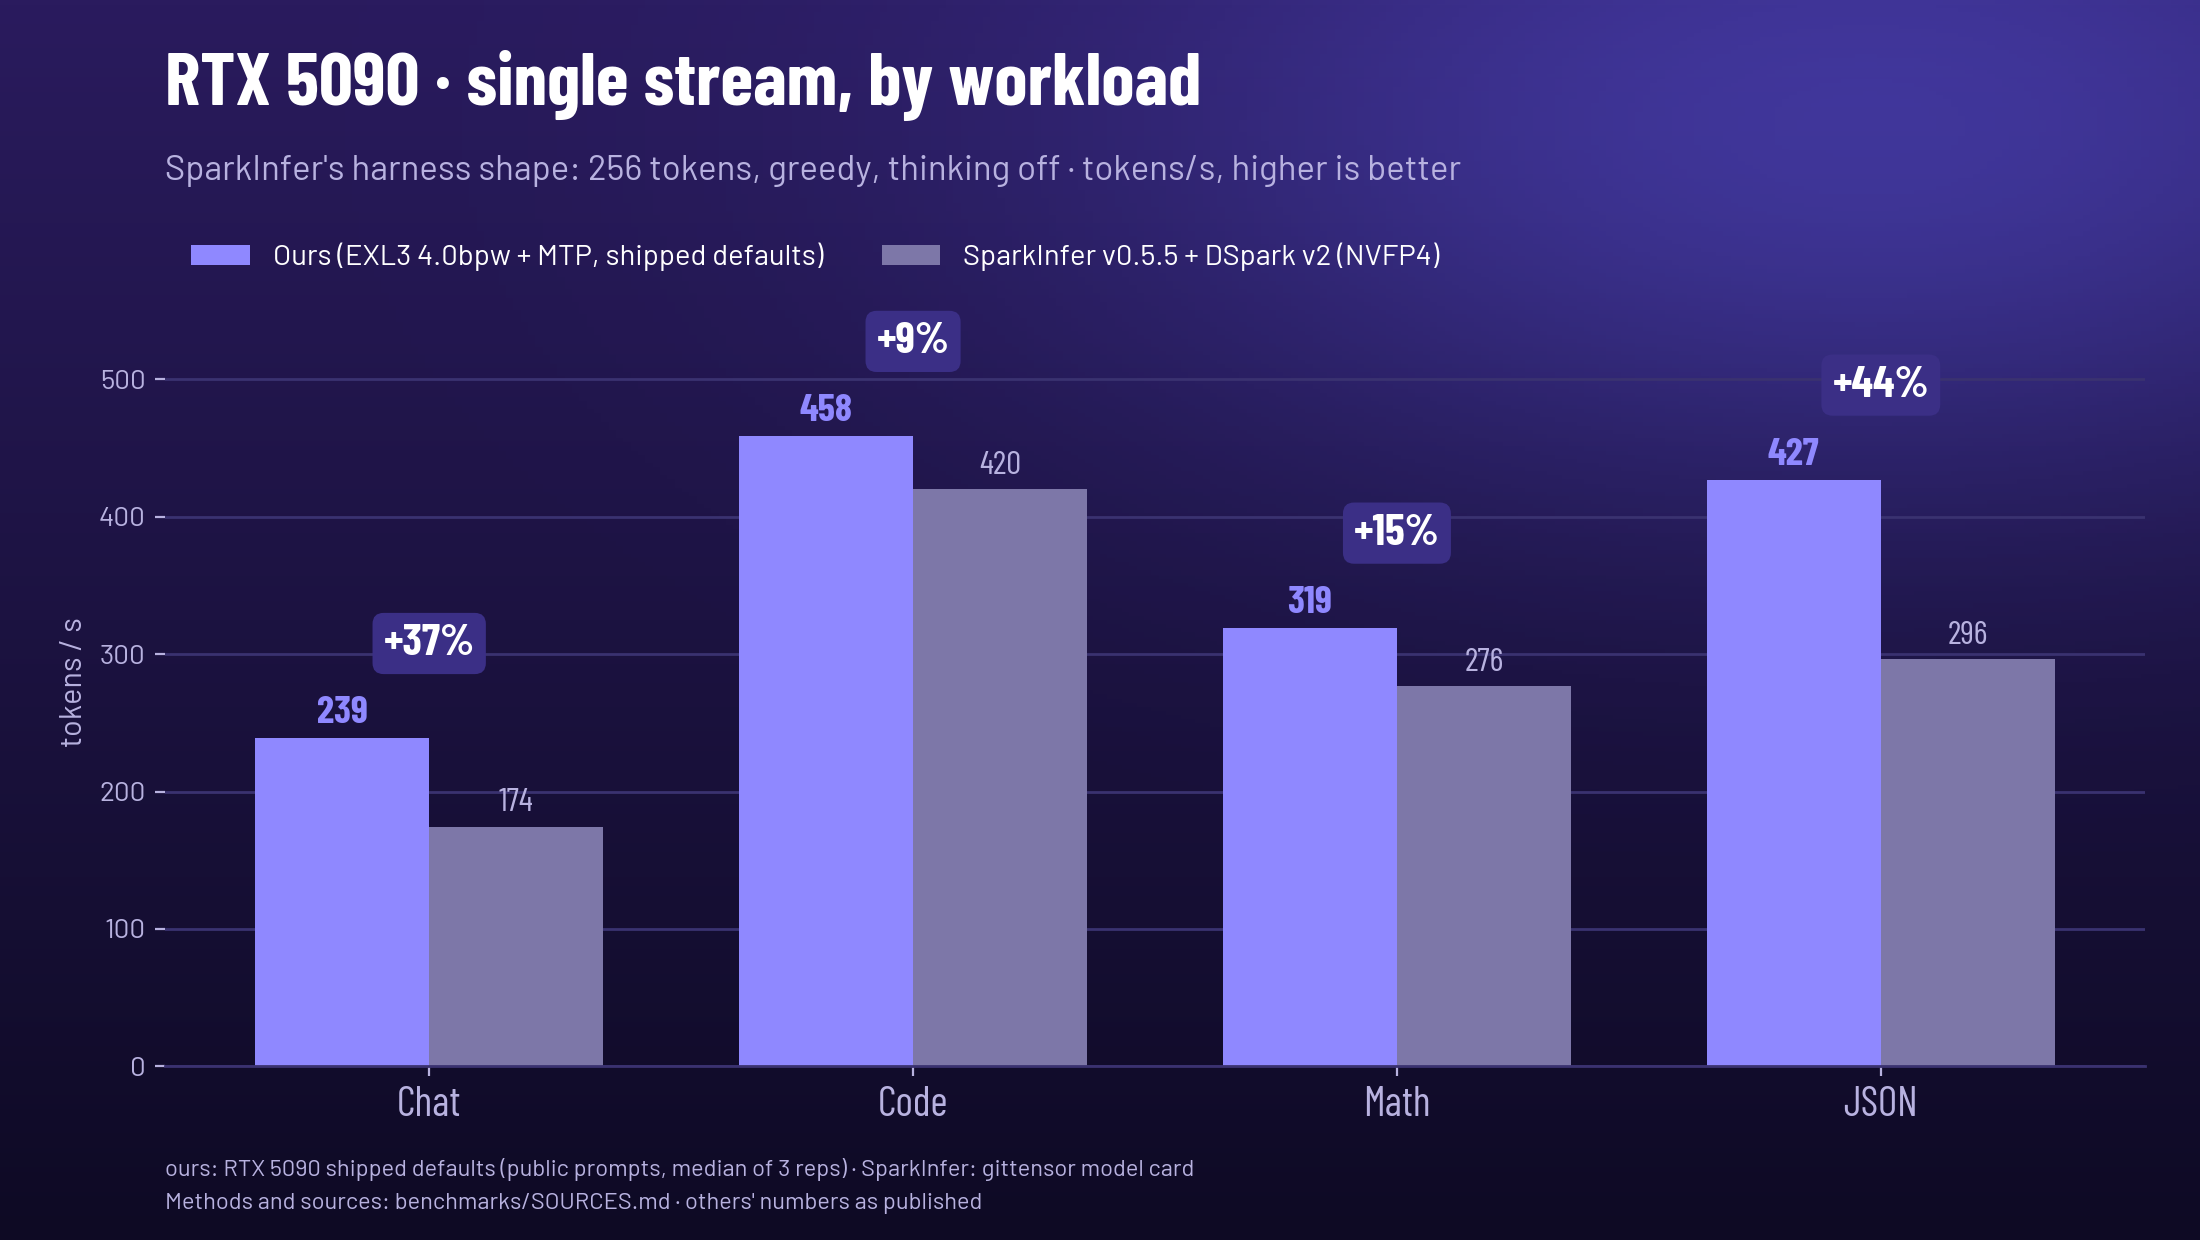 RTX 5090 · single stream, by workload
SparkInfer's harness shape: 256 tokens, greedy, thinking off · tokens/s, higher is better
Ours (EXL3 4.0bpw + MTP, shipped defaults)
SparkInfer v0.5.5 + DSpark v2 (NVFP4)
tokens / s
500
400
300
200
100
0
+37%
239
174
+9%
458
420
+15%
319
276
+44%
427
296
Chat
Code
Math
JSON
ours: RTX 5090 shipped defaults (public prompts, median of 3 reps) · SparkInfer: gittensor model card
Methods and sources: benchmarks/SOURCES.md · others' numbers as published